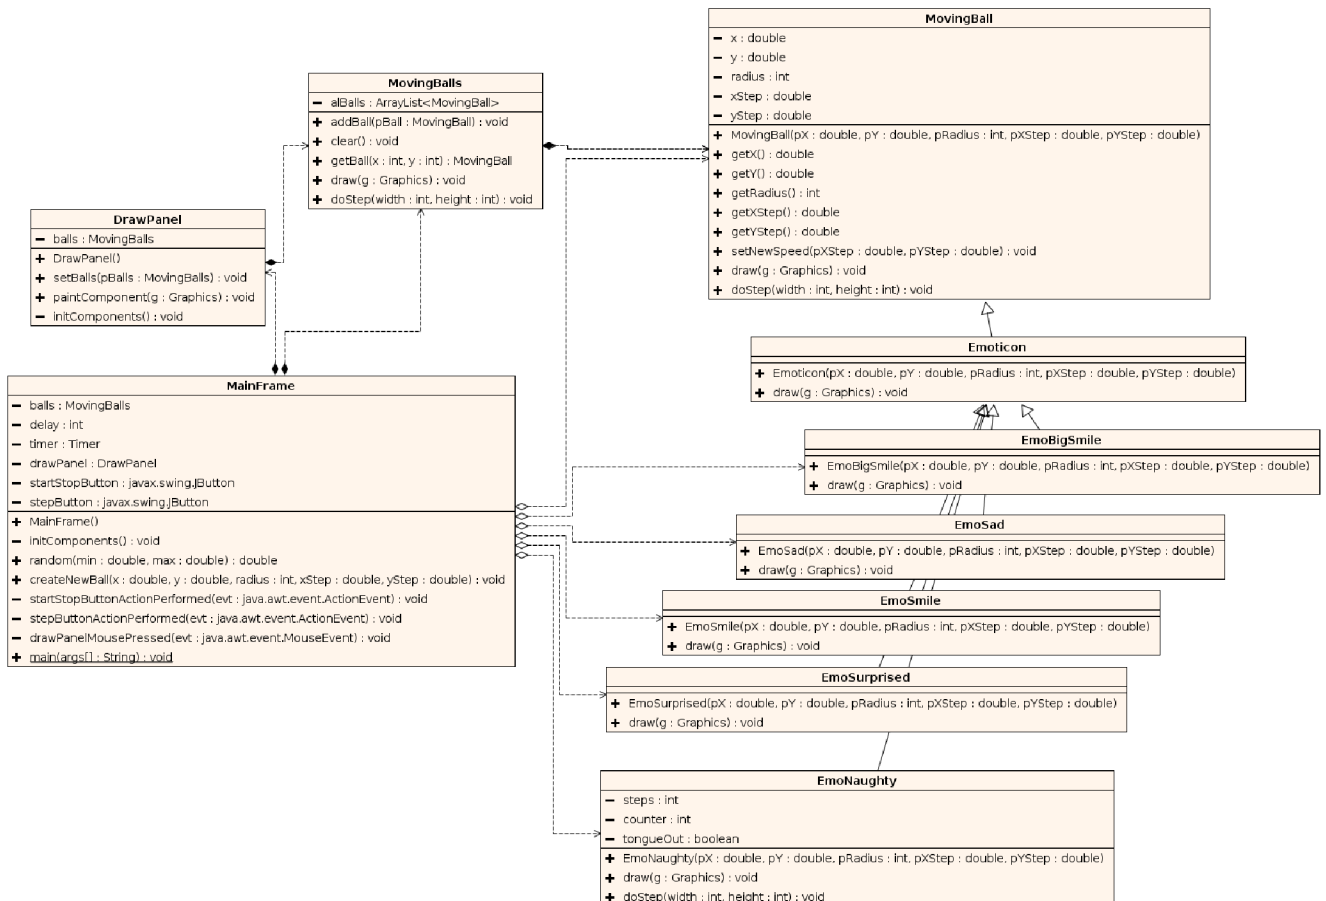 MovingBall
- x : double
- y : double
- radius : int
- xStep : double
- yStep : double
+ MovingBall(pX : double, pY : double, pRadius : int, pXStep : double, pYStep : double)
+ getX() : double
+ getY() : double
+ getRadius() : int
+ getXStep() : double
+ getYStep() : double
+ setNewSpeed(pXStep : double, pYStep : double) : void
+ draw(g : Graphics) : void
+ doStep(width : int, height : int) : void
MovingBalls
- alBalls : ArrayList<MovingBall>
+ addBall(pBall : MovingBall) : void
+ clear() : void
+ getBall(x : int, y : int) : MovingBall
+ draw(g : Graphics) : void
+ doStep(width : int, height : int) : void
DrawPanel
- balls : MovingBalls
+ DrawPanel()
+ setBalls(pBalls : MovingBalls) : void
+ paintComponent(g : Graphics) : void
- initComponents() : void
MainFrame
- balls : MovingBalls
- delay : int
- timer : Timer
- drawPanel : DrawPanel
- startStopButton : javax.swing.JButton
- stepButton : javax.swing.JButton
+ MainFrame()
- initComponents() : void
+ random(min : double, max : double) : double
+ createNewBall(x : double, y : double, radius : int, xStep : double, yStep : double) : void
- startStopButtonActionPerformed(evt : java.awt.event.ActionEvent) : void
- stepButtonActionPerformed(evt : java.awt.event.ActionEvent) : void
- drawPanelMousePressed(evt : java.awt.event.MouseEvent) : void
+ main(args[] : String) : void
Emoticon
+ Emoticon(pX : double, pY : double, pRadius : int, pXStep : double, pYStep : double)
+ draw(g : Graphics) : void
EmoBigSmile
+ EmoBigSmile(pX : double, pY : double, pRadius : int, pXStep : double, pYStep : double)
+ draw(g : Graphics) : void
EmoSad
+ EmoSad(pX : double, pY : double, pRadius : int, pXStep : double, pYStep : double)
+ draw(g : Graphics) : void
EmoSmile
+ EmoSmile(pX : double, pY : double, pRadius : int, pXStep : double, pYStep : double)
+ draw(g : Graphics) : void
EmoSurprised
+ EmoSurprised(pX : double, pY : double, pRadius : int, pXStep : double, pYStep : double)
+ draw(g : Graphics) : void
EmoNaughty
- steps : int
- counter : int
- tongueOut : boolean
+ EmoNaughty(pX : double, pY : double, pRadius : int, pXStep : double, pYStep : double)
+ draw(g : Graphics) : void
+ doStep(width : int, height : int) : void